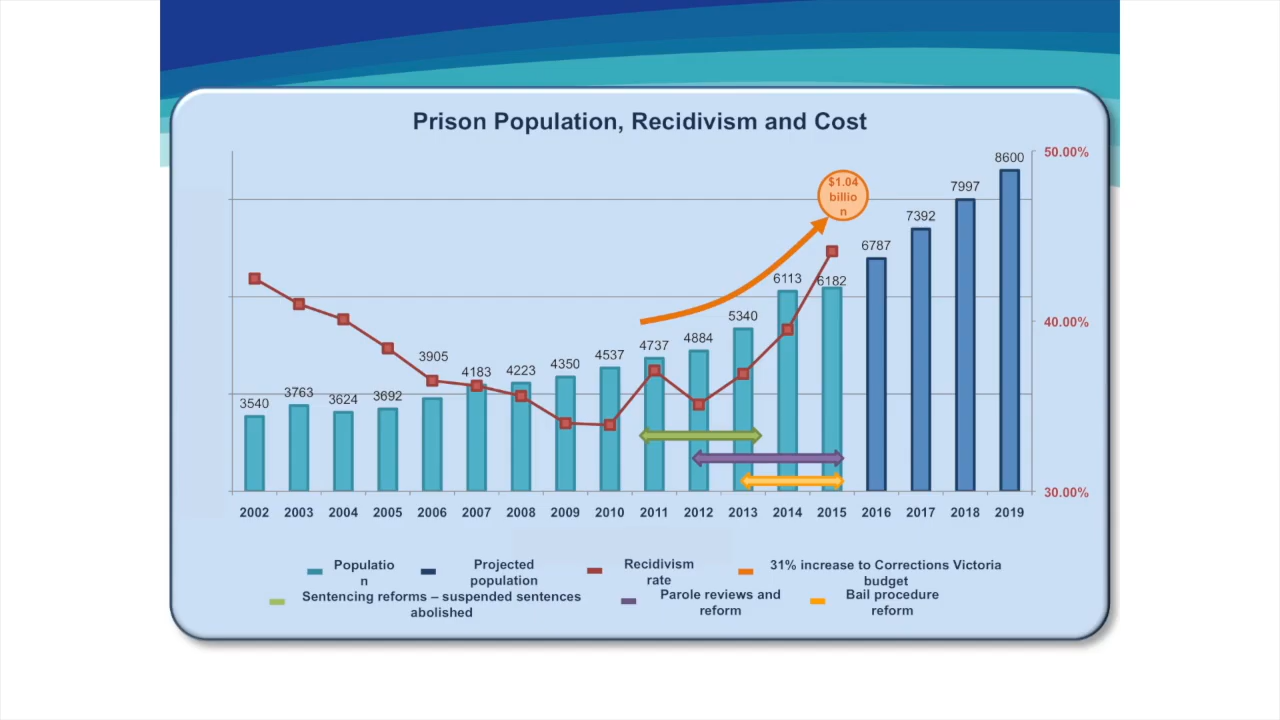 Prison Population, Recidivism and Cost
50.00%
8600
7997
$1.04
billio
n
7392
6787
6113
6182
5340
40.00%
4884
4737
4537
4350
4223
4183
3905
3692
3624
3763
3540
30.00%
2002 2003 2004 2005 2006 2007 2008 2009 2010 2011 2012 2013 2014 2015 2016 2017 2018 2019
Populatio
n
Projected
population
Recidivism
rate
31% increase to Corrections Victoria
budget
Sentencing reforms – suspended sentences
abolished
Parole reviews and
reform
Bail procedure
reform